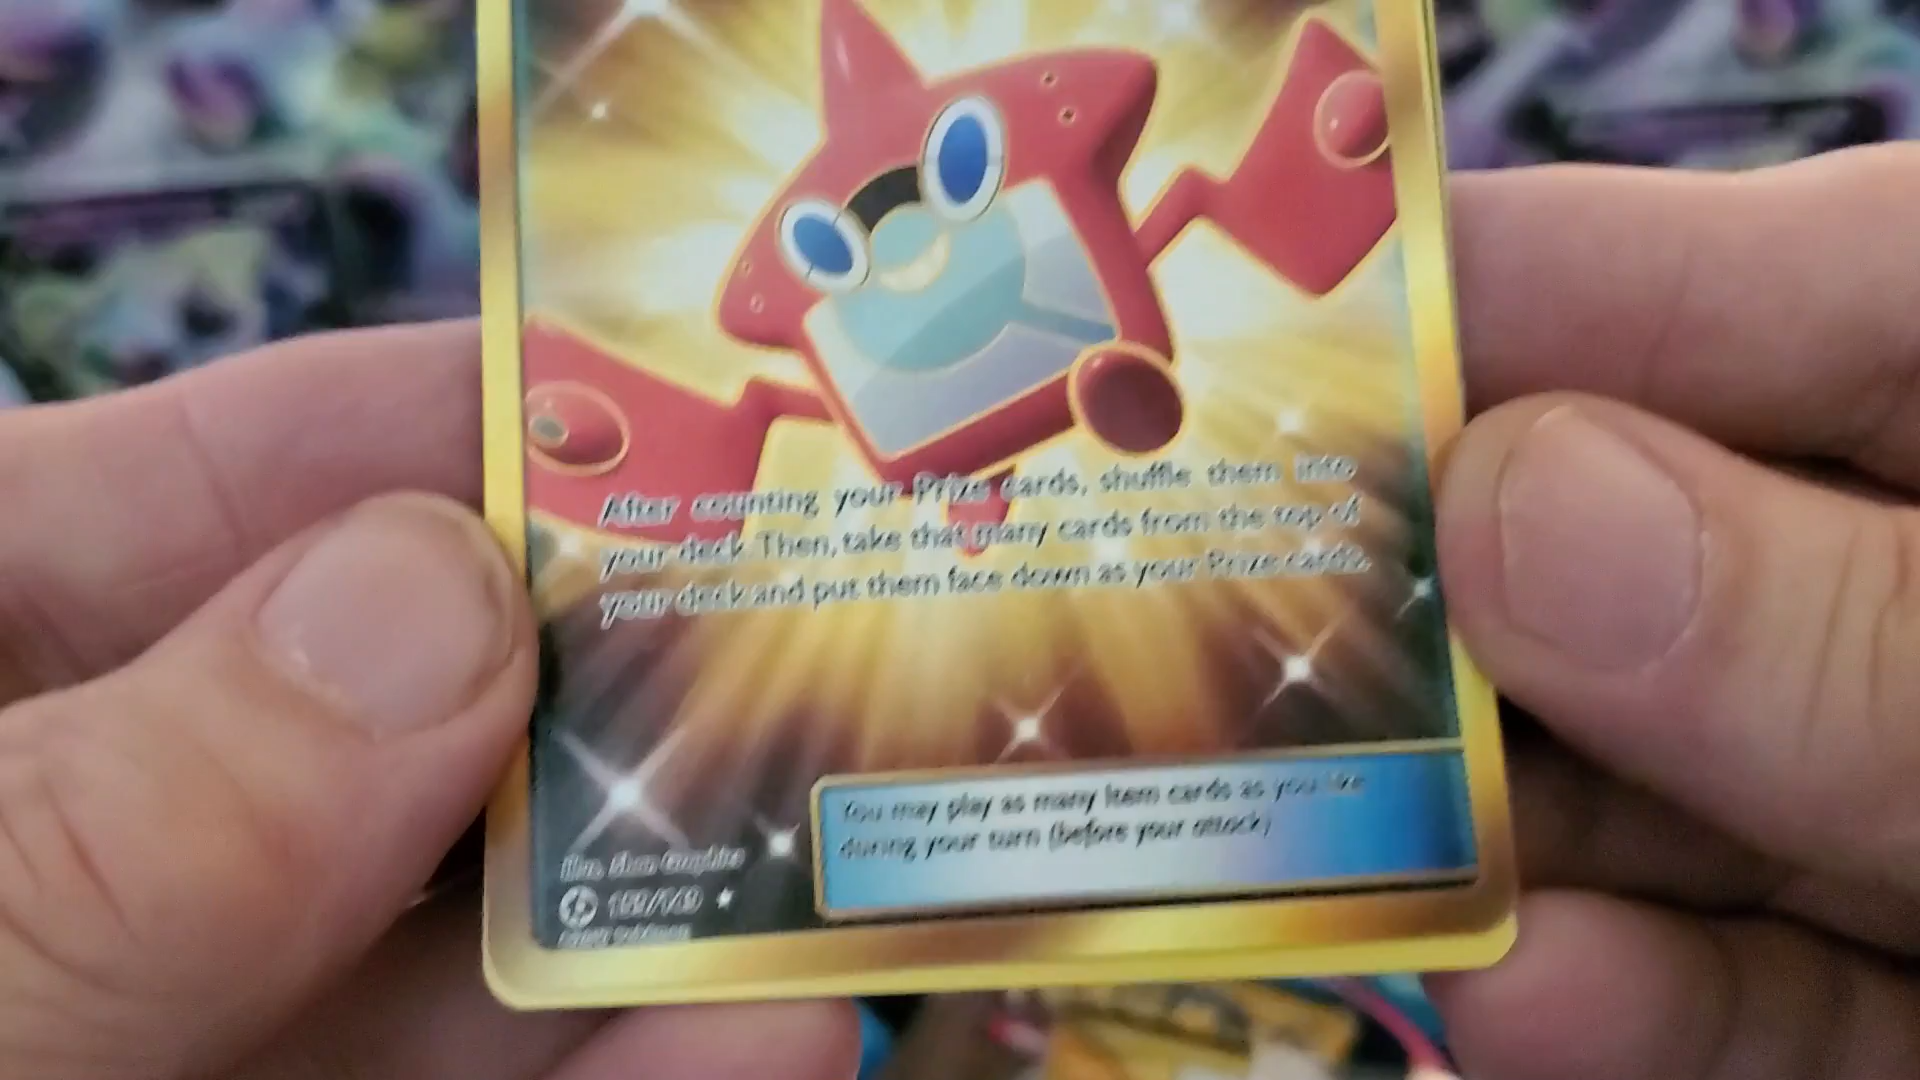 After counting your Prize cards, shuffle them into
your deck. Then, take that many cards from the top of
your deck and put them face down as your Prize cards.
You may play as many Item cards as you like
during your turn (before your attack)
Illus.